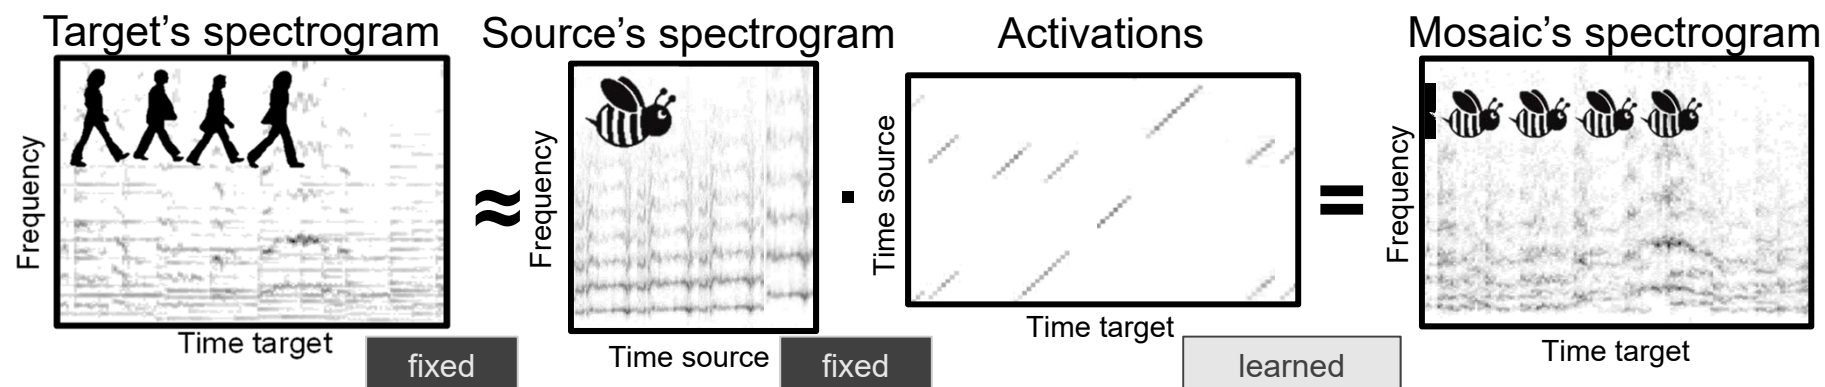 Target's spectrogram
Source's spectrogram
Activations
Mosaic's spectrogram
Frequency
≈
Frequency
·
Time source
=
Frequency
Time target
fixed
Time source
fixed
Time target
learned
Time target